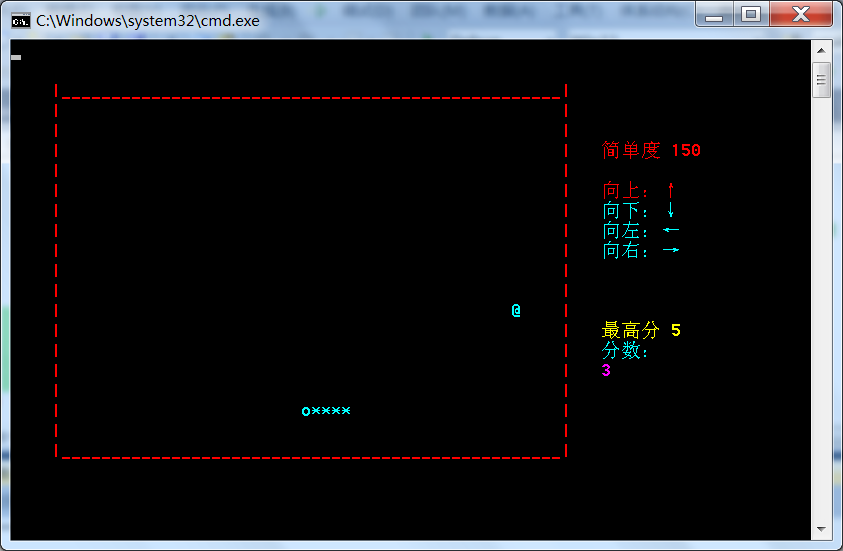 C:\Windows\system32\cmd.exe
简单度 150
向上: ↑
向下: ↓
向左: ←
向右: →
@
最高分 5
分数:
3
o****